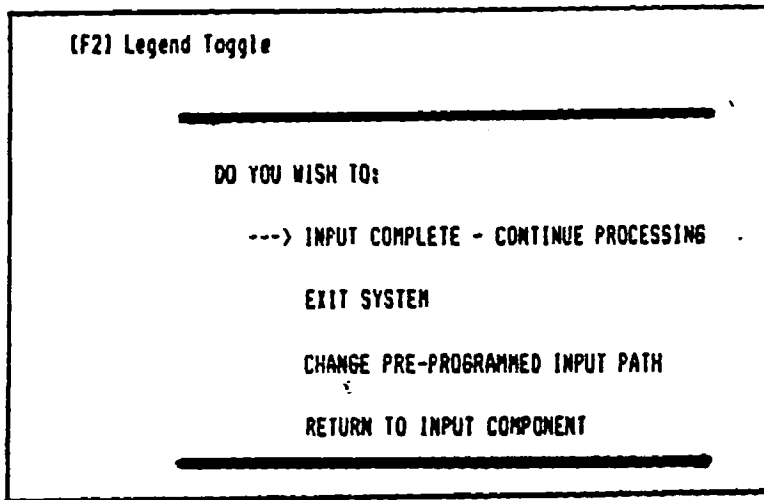 [F2] Legend Toggle
DO YOU WISH TO:
---> INPUT COMPLETE - CONTINUE PROCESSING
EXIT SYSTEM
CHANGE PRE-PROGRAMMED INPUT PATH
RETURN TO INPUT COMPONENT